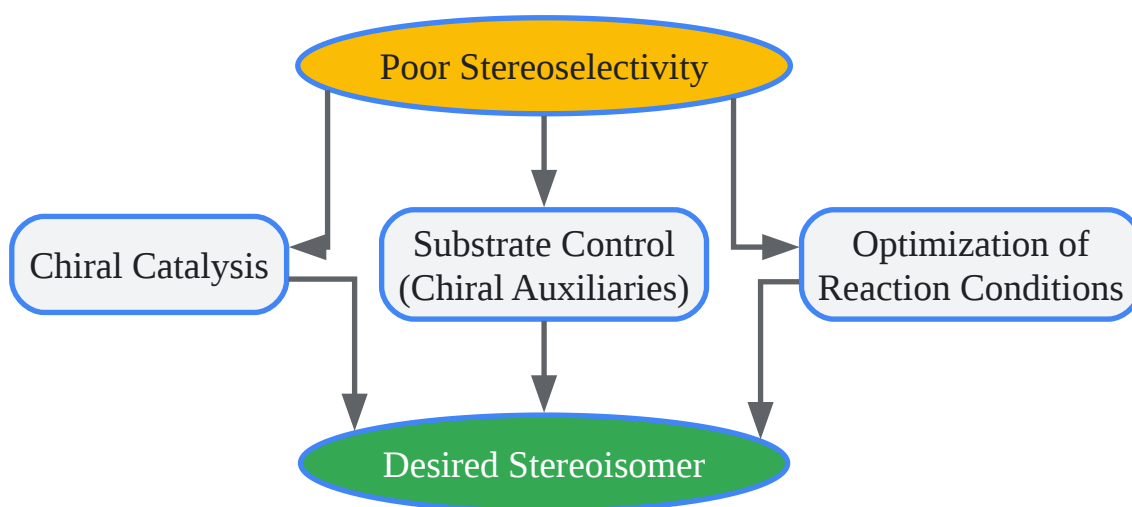 Poor Stereoselectivity
Chiral Catalysis
Substrate Control
(Chiral Auxiliaries)
Optimization of
Reaction Conditions
Desired Stereoisomer